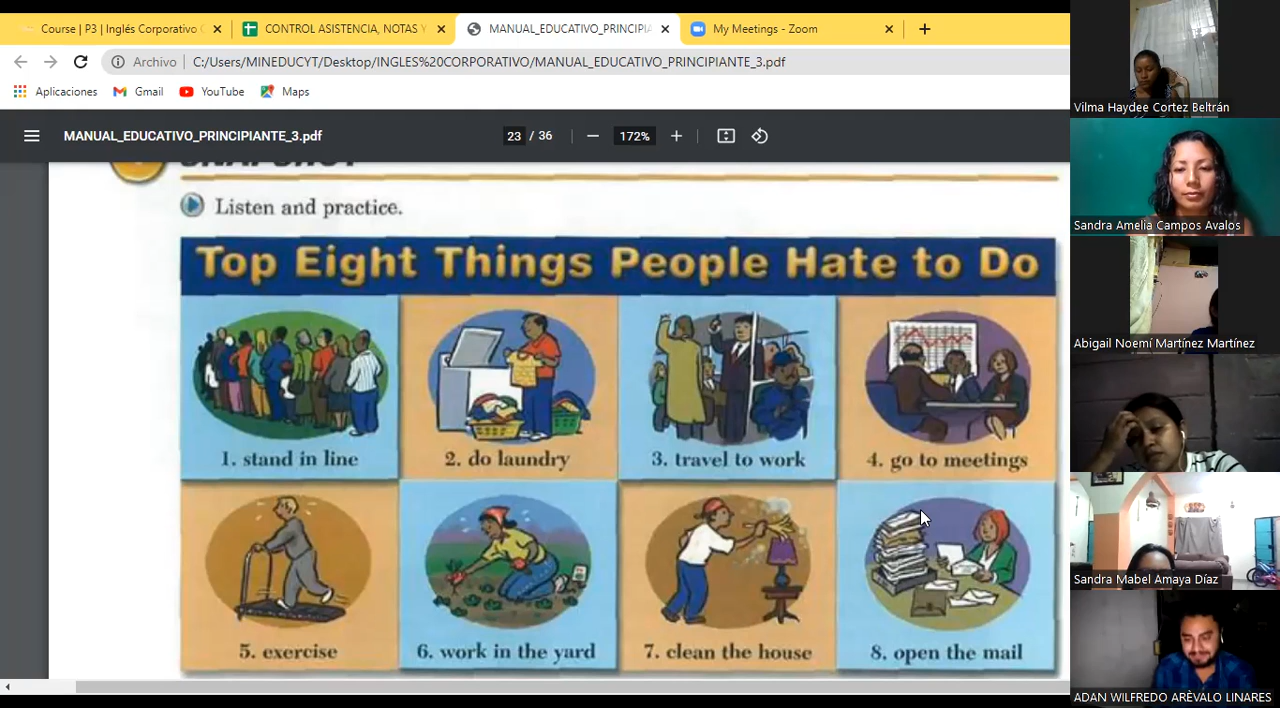 Course | P3 | Inglés Corporativo
CONTROL ASISTENCIA, NOTAS Y
MANUAL_EDUCATIVO_PRINCIPIA
My Meetings - Zoom
Archivo
C:/Users/MINEDUCYT/Desktop/INGLES%20CORPORATIVO/MANUAL_EDUCATIVO_PRINCIPIANTE_3.pdf
Aplicaciones
Gmail
YouTube
Maps
MANUAL_EDUCATIVO_PRINCIPIANTE_3.pdf
23 / 36
172%
SNAPSHOT
Listen and practice.
Top Eight Things People Hate to Do
1. stand in line
2. do laundry
3. travel to work
4. go to meetings
5. exercise
6. work in the yard
7. clean the house
8. open the mail
Vilma Haydee Cortez Beltrán
Sandra Amelia Campos Avalos
Abigail Noemí Martínez Martínez
Sandra Mabel Amaya Díaz
ADAN WILFREDO ARÈVALO LINARES